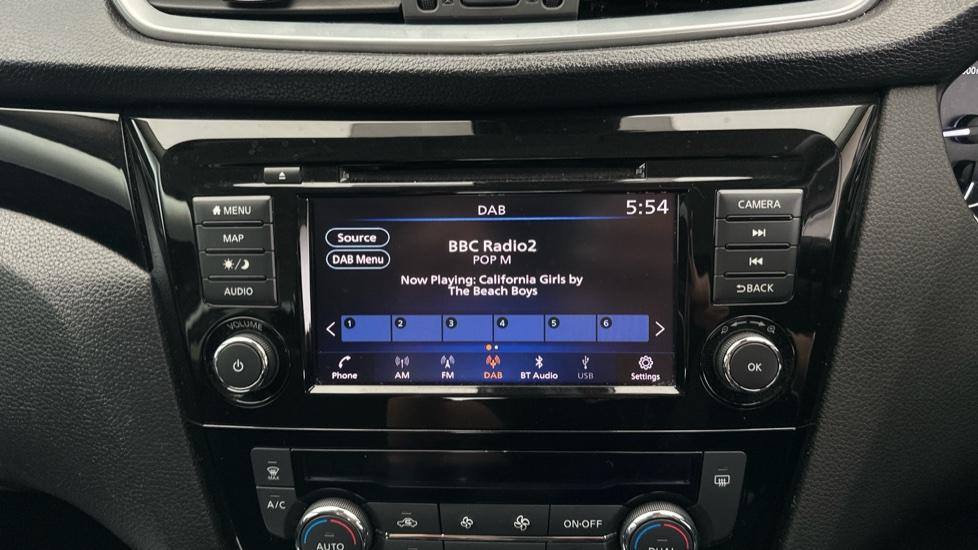 DAB
5:54
Source
BBC Radio2
POP M
DAB Menu
Now Playing: California Girls by
The Beach Boys
1 2 3 4 5 6
Phone AM FM DAB BT Audio USB Settings
MENU
MAP
AUDIO
VOLUME
CAMERA
BACK
OK
MAX
A/C
AUTO
ON·OFF
DUAL